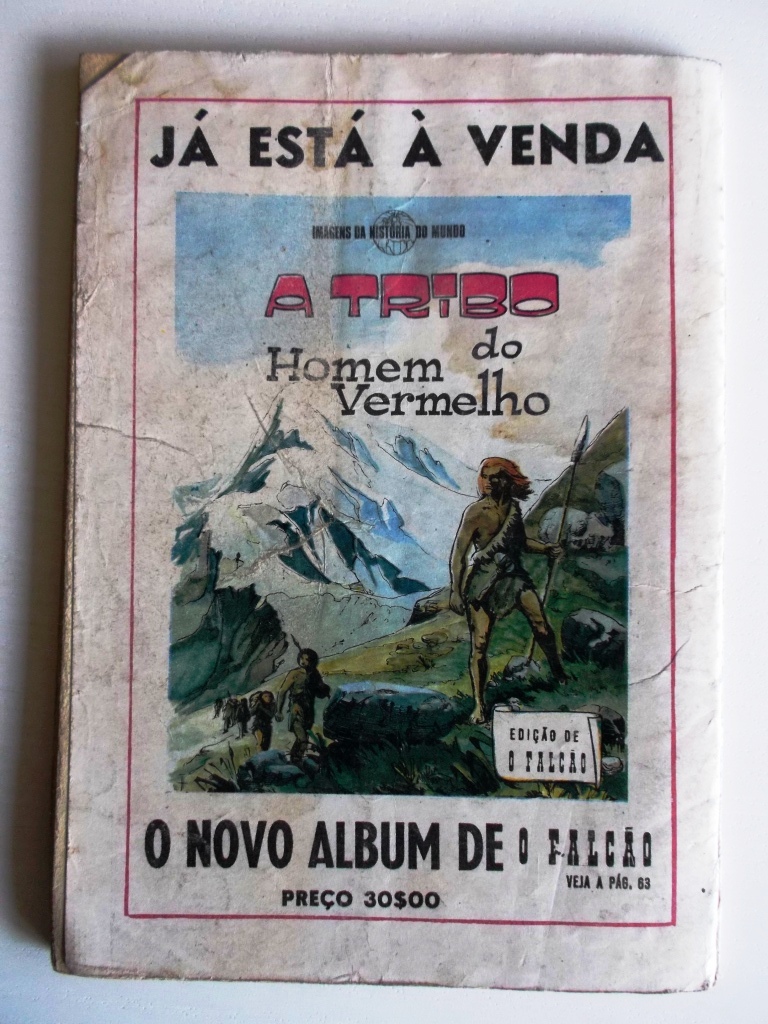 JÁ ESTÁ À VENDA
IMAGENS DA HISTÓRIA DO MUNDO
A TRIBO
do
Homem
Vermelho
EDIÇÃO DE
O FALCÃO
O NOVO ALBUM DE O FALCÃO
VEJA A PÁG. 63
PREÇO 30$00